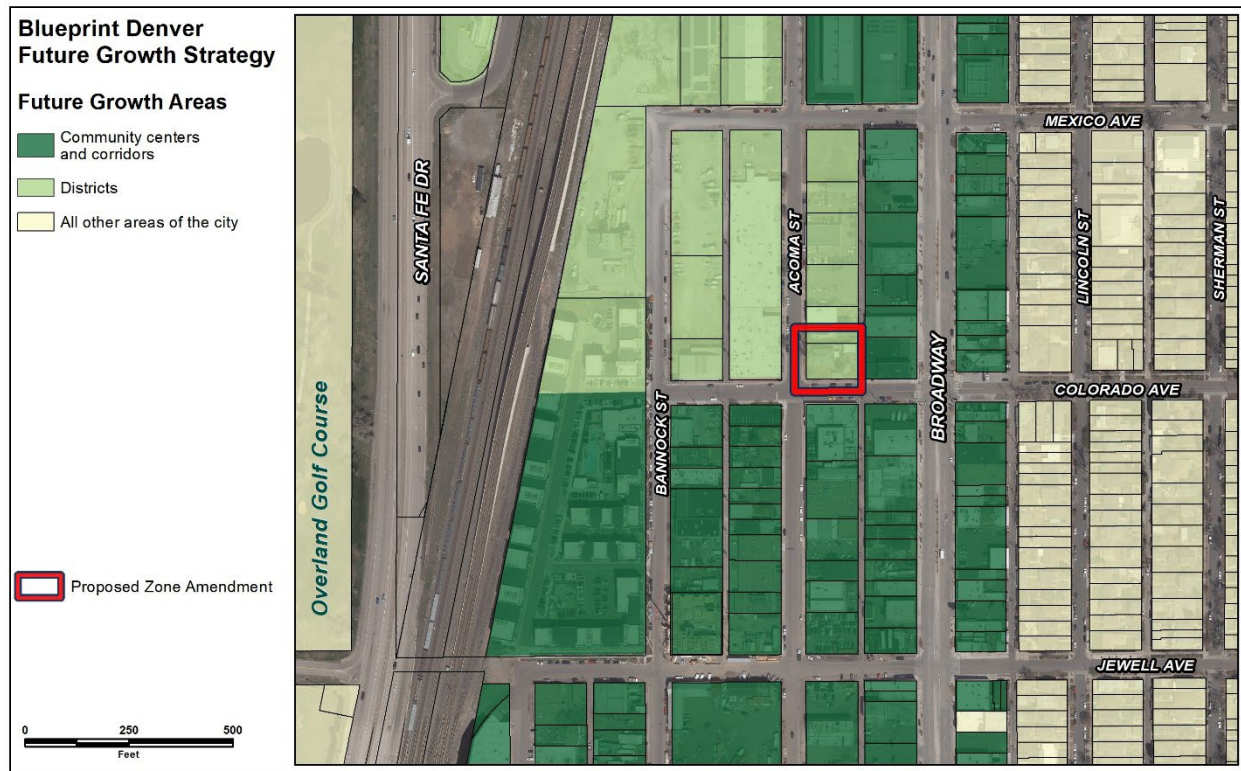 Blueprint Denver
Future Growth Strategy
Future Growth Areas
Community centers
and corridors
Districts
All other areas of the city
Proposed Zone Amendment
0 250 500
Feet
Overland Golf Course
SANTA FE DR
BANNOCK ST
ACOMA ST
BROADWAY
LINCOLN ST
SHERMAN ST
MEXICO AVE
COLORADO AVE
JEWELL AVE